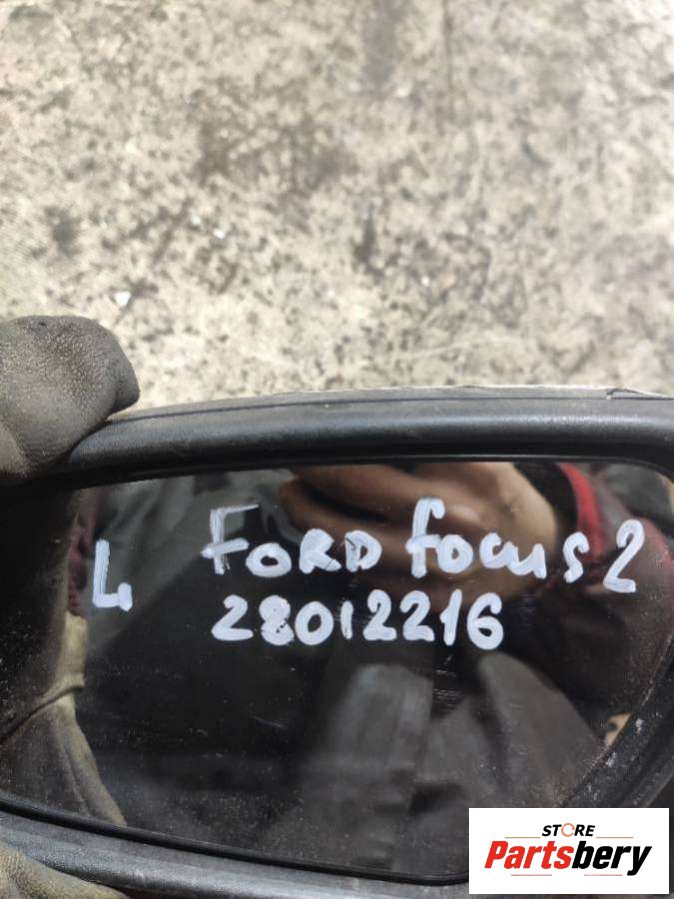 L FORD focus 2
28012216
STORE
Partsbery